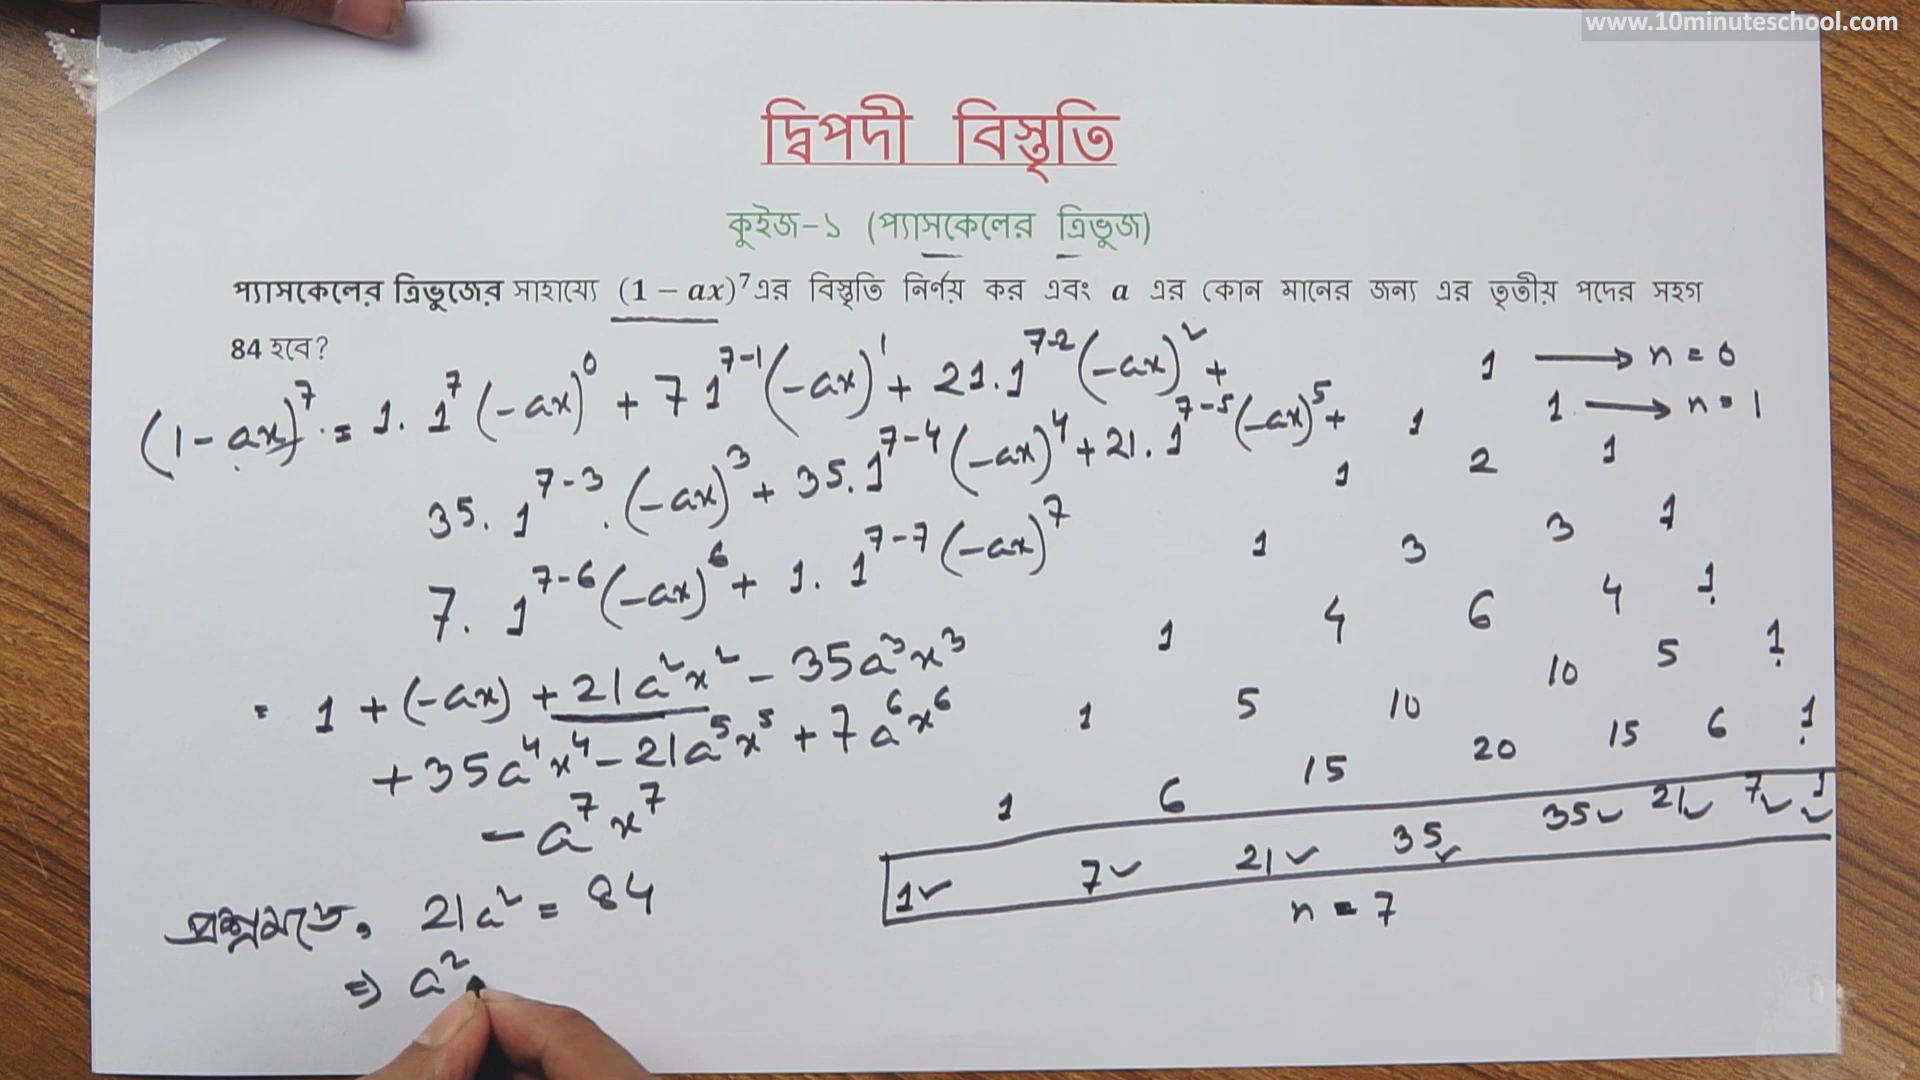 www.10minuteschool.com
দ্বিপদী বিস্তৃতি
কুইজ-১ (প্যাসকেলের ত্রিভুজ)
প্যাসকেলের ত্রিভুজের সাহায্যে (1 − ax)⁷ এর বিস্তৃতি নির্ণয় কর এবং a এর কোন মানের জন্য এর তৃতীয় পদের সহগ
84 হবে?
(1-ax)⁷ = 1. 1⁷ (-ax)⁰ + 7 1⁷⁻¹ (-ax)¹ + 21. 1⁷⁻² (-ax)² +
35. 1⁷⁻³ . (-ax)³ + 35. 1⁷⁻⁴ (-ax)⁴ + 21. 1⁷⁻⁵ (-ax)⁵ +
7. 1⁷⁻⁶ (-ax)⁶ + 1. 1⁷⁻⁷ (-ax)⁷
= 1 + (-ax) + 21a²x² - 35a³x³
+ 35a⁴x⁴ - 21a⁵x⁵ + 7a⁶x⁶
- a⁷x⁷
প্রশ্নমতে, 21a² = 84
⇒ a²
1 → n = 0
1 1 → n = 1
1 2 1
1 3 3 1
1 4 6 4 1
1 5 10 10 5 1
1 6 15 20 15 6 1
1✓ 7✓ 21✓ 35✓ 35✓ 21✓ 7✓ 1✓
n = 7